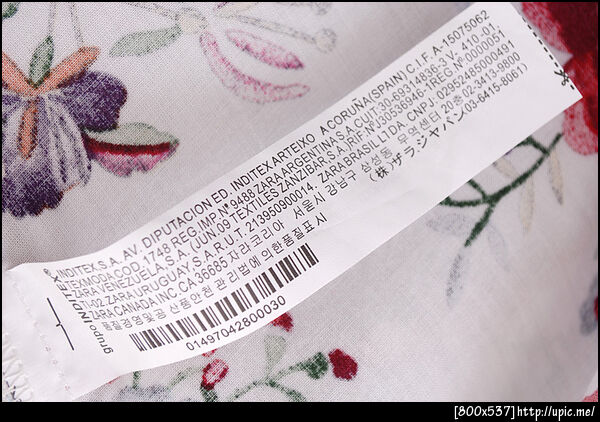 INDITEX,S.A. AV. DIPUTACION ED. INDITEX ARTEIXO A CORUÑA(SPAIN) C.I.F. A-15075062
TEXMODA COD. 1748 REG. IMP. Nº 9488 ZARA ARGENTINA S.A. CUIT 30-69314836-3 V. 410-01
ZARA VENEZUELA, S.A. (JUN.09 TEXTILES ZANZIBAR S.A.)RIF.Nº J30536946-1 REG.Nº0000051
-02. ZARA URUGUAY, S.A. R.U.T. 213950900014. ZARA BRASIL LTDA. CNPJ-02952485000491
ZARA CANADA INC CA 36685 자라코리아 서울시 강남구 삼성동 무역센터 20층 02-3413-9800
품질경영및공산품안전관리법에의한품질표시 (株)ザラ・ジャパン 03-6415-8061)
grupo INDITEX
01497042800030
[800x537] http://upic.me/